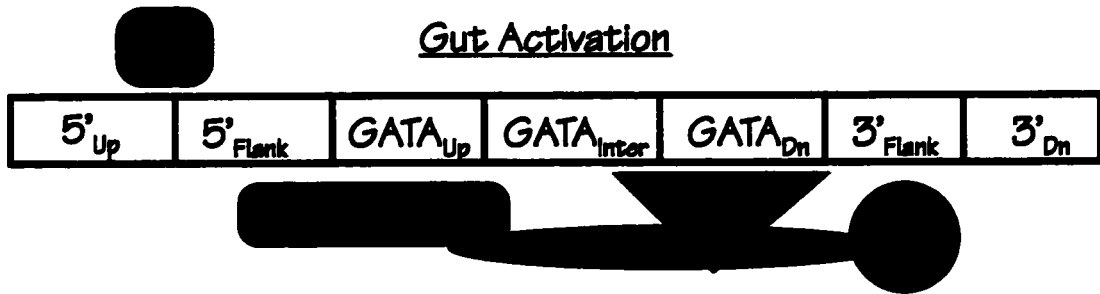 Gut Activation
5'Up 5'Flank GATAUp GATAInter GATADn 3'Flank 3'Dn